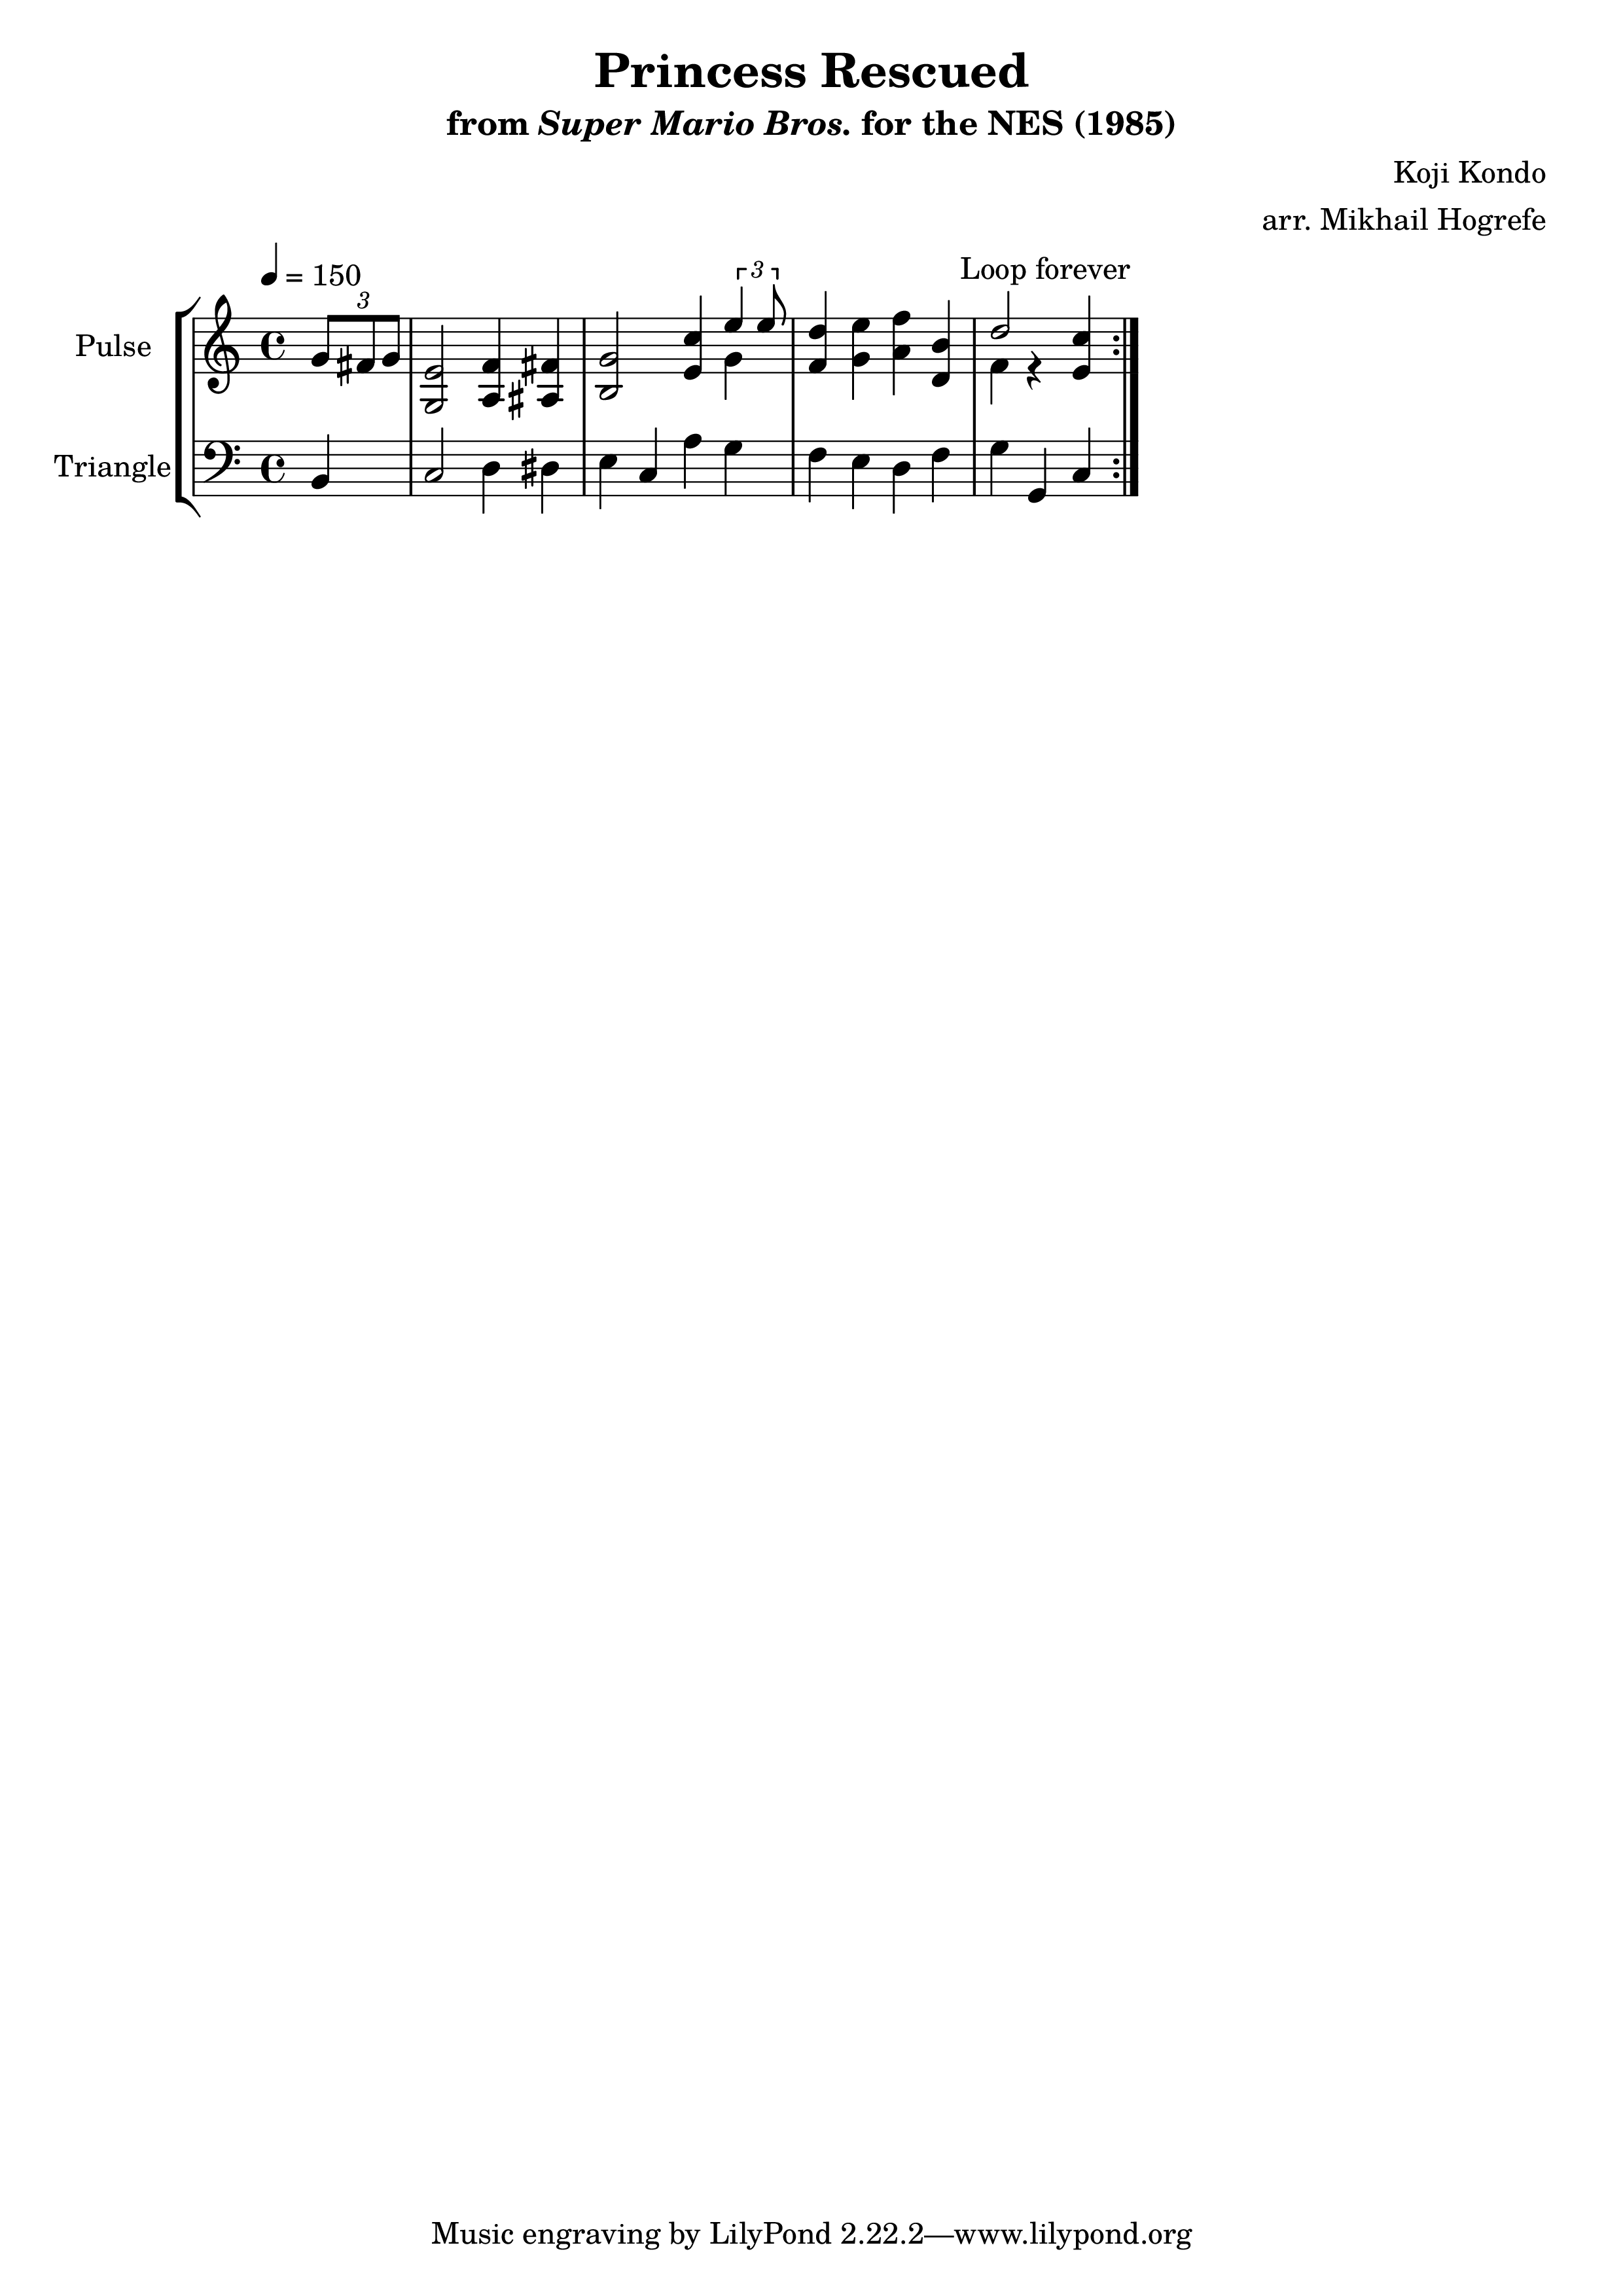 Princess Rescued
from Super Mario Bros. for the NES (1985)
Koji Kondo
arr. Mikhail Hogrefe
= 150
Loop forever
3
3
Pulse
Triangle
Music engraving by LilyPond 2.22.2—www.lilypond.org